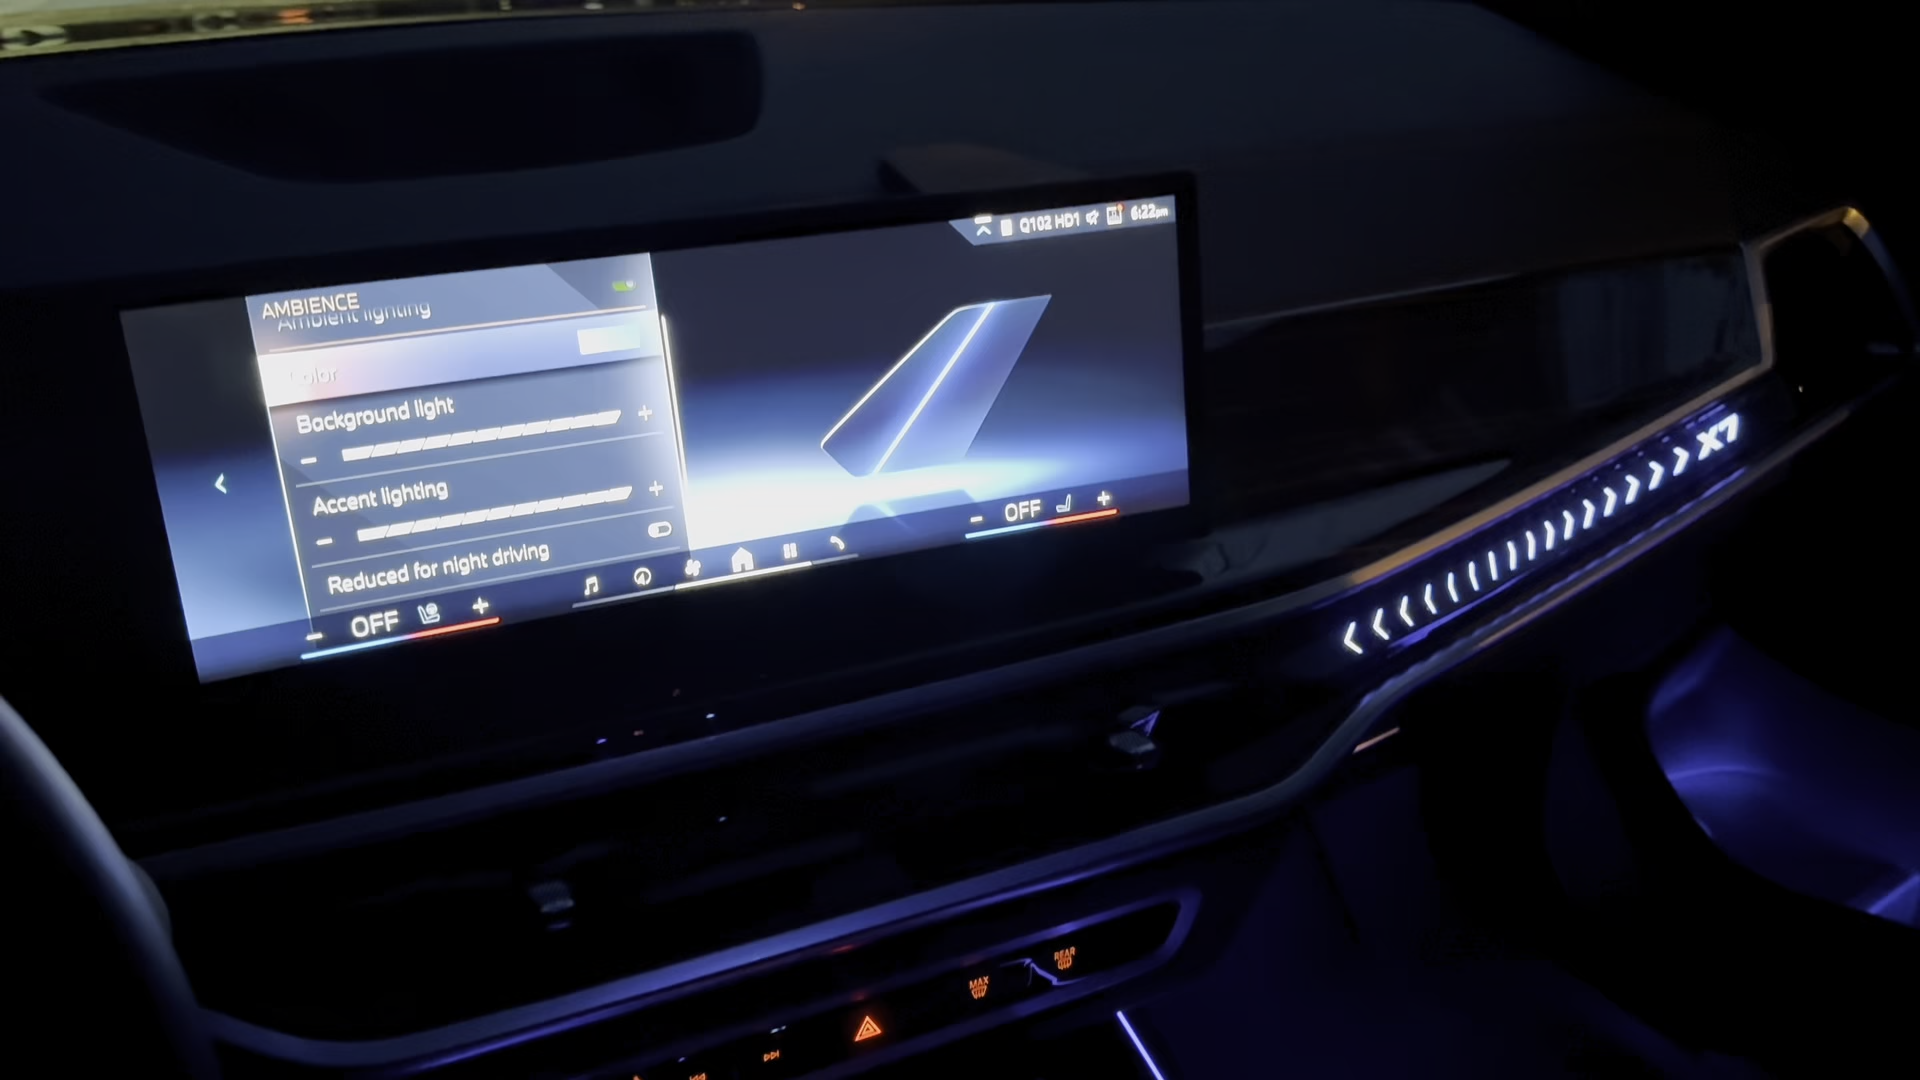 Q102 HD1 6:22pm
AMBIENCE
Ambient lighting
Color
Background light
- +
Accent lighting
- +
Reduced for night driving
- OFF +
- OFF +
X7
MAX
REAR